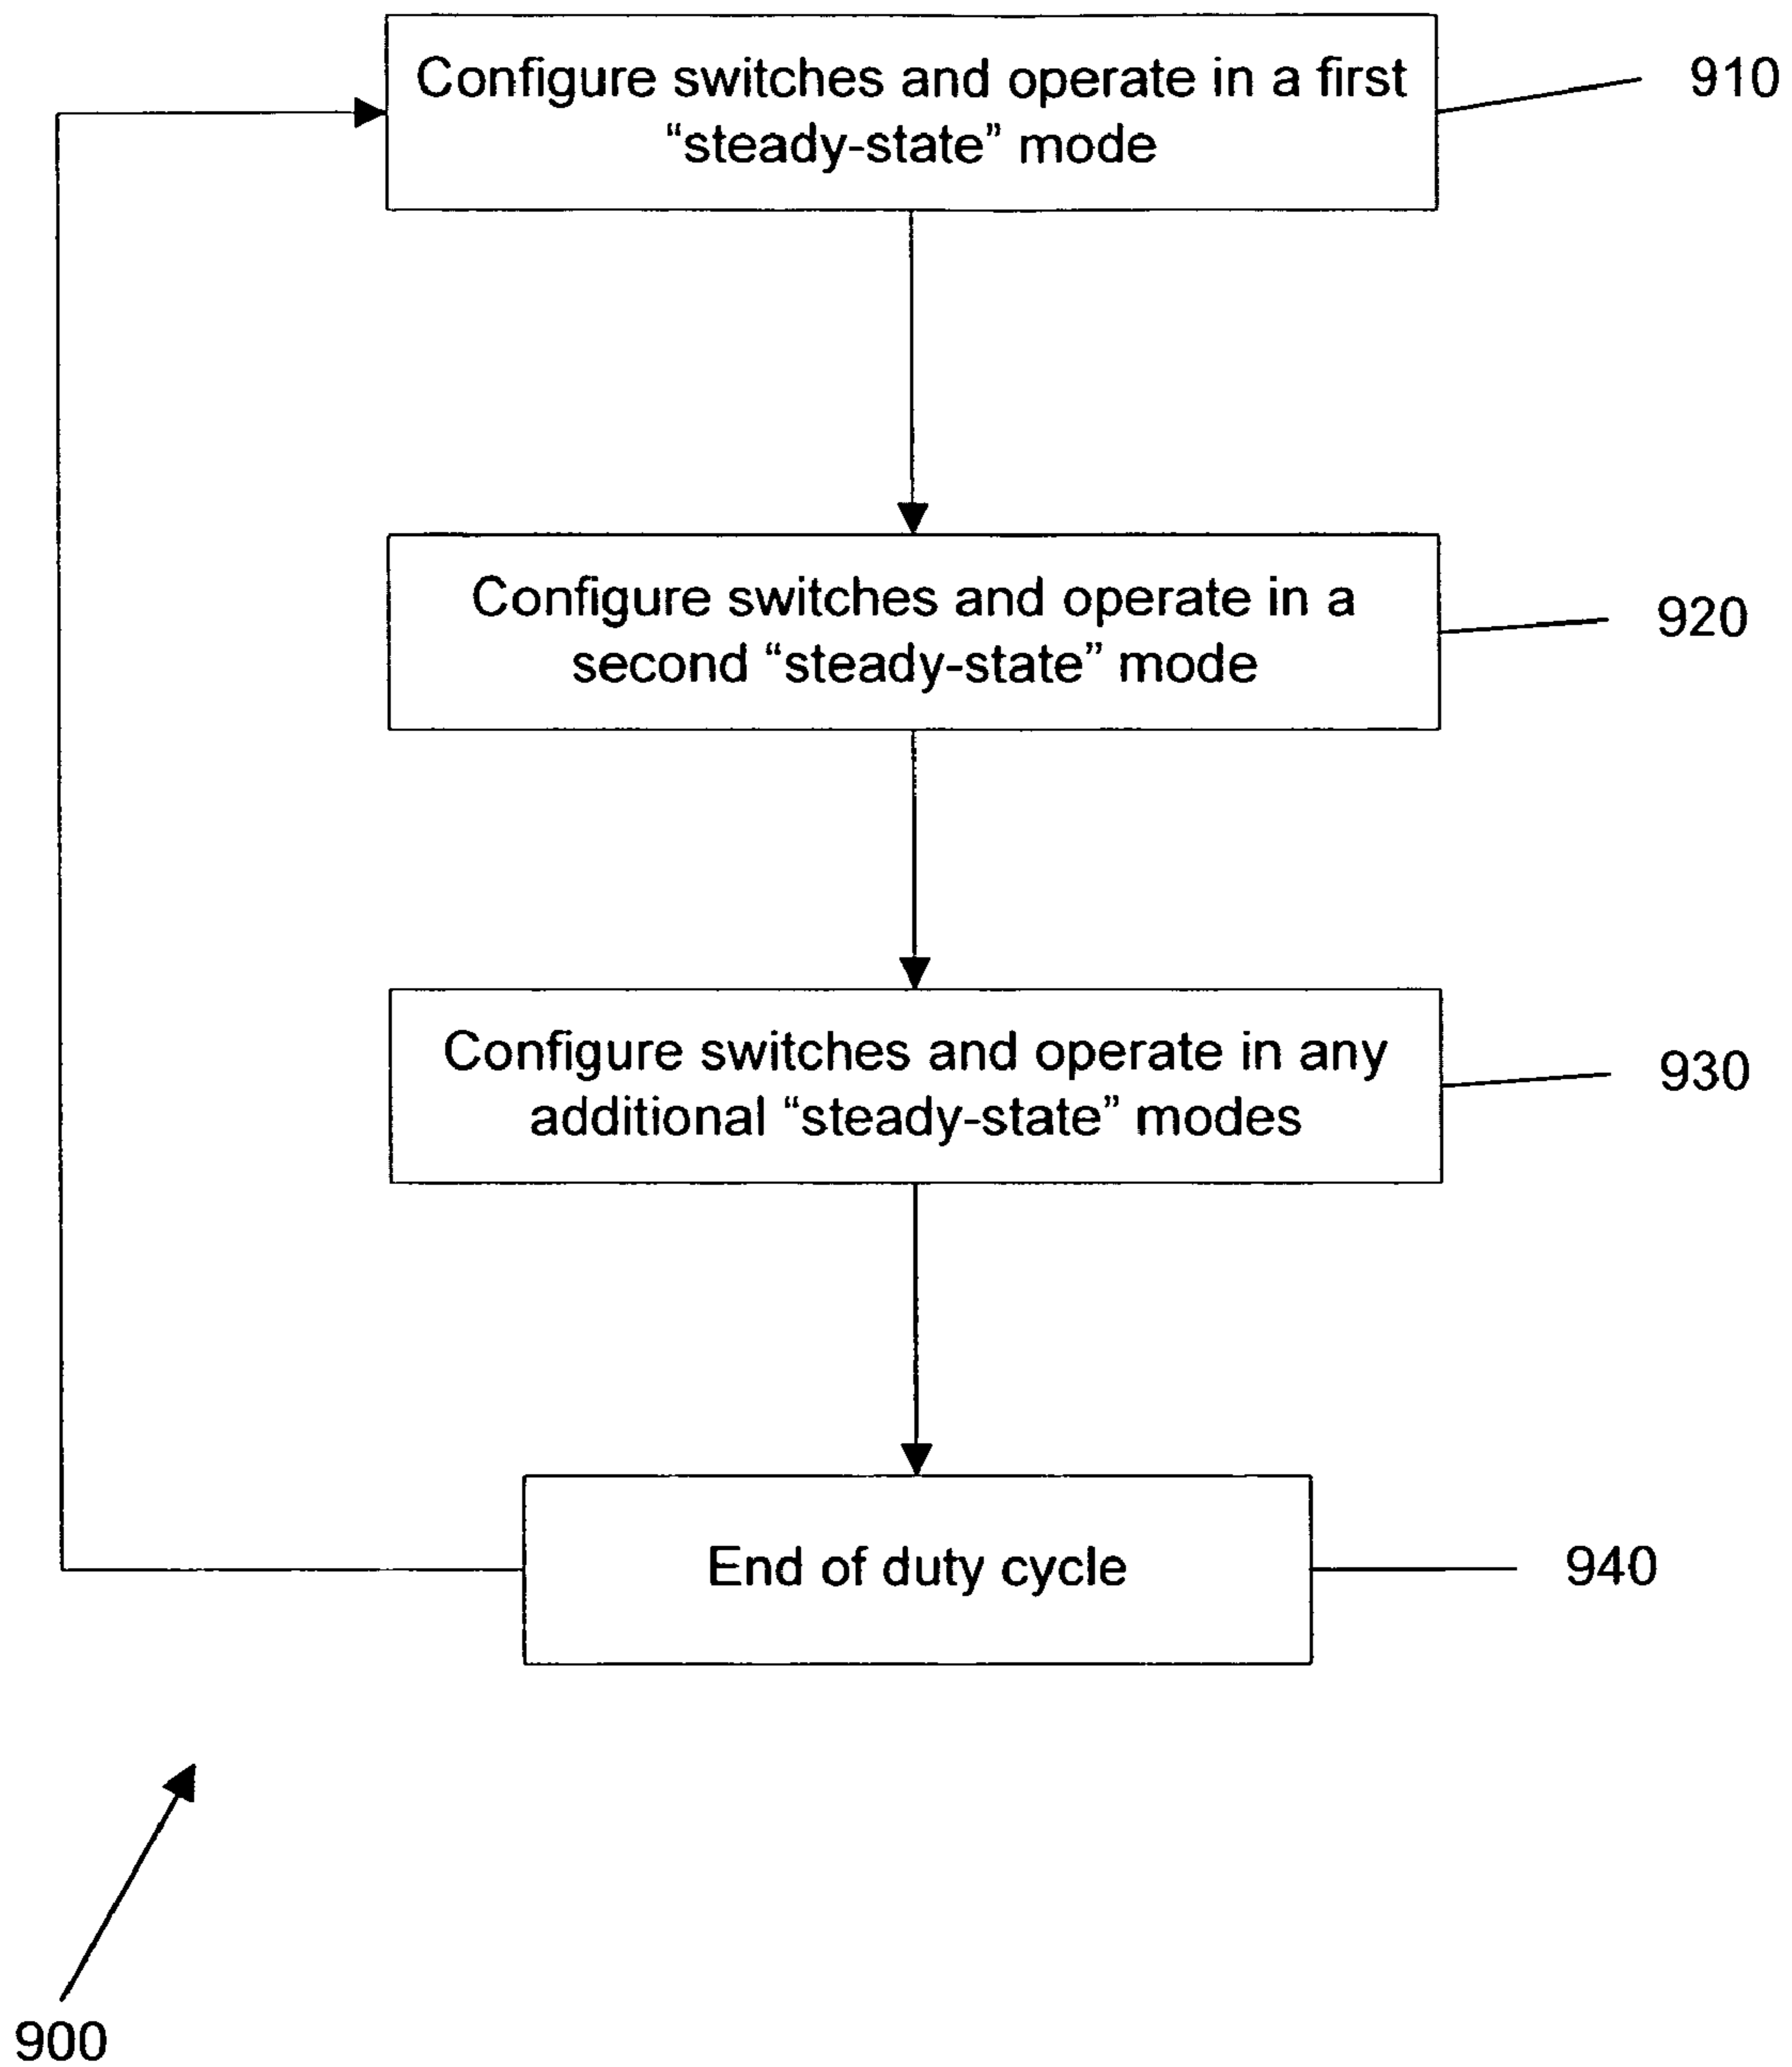 Configure switches and operate in a first
“steady-state” mode
910
Configure switches and operate in a
second “steady-state” mode
920
Configure switches and operate in any
additional “steady-state” modes
930
End of duty cycle
940
900